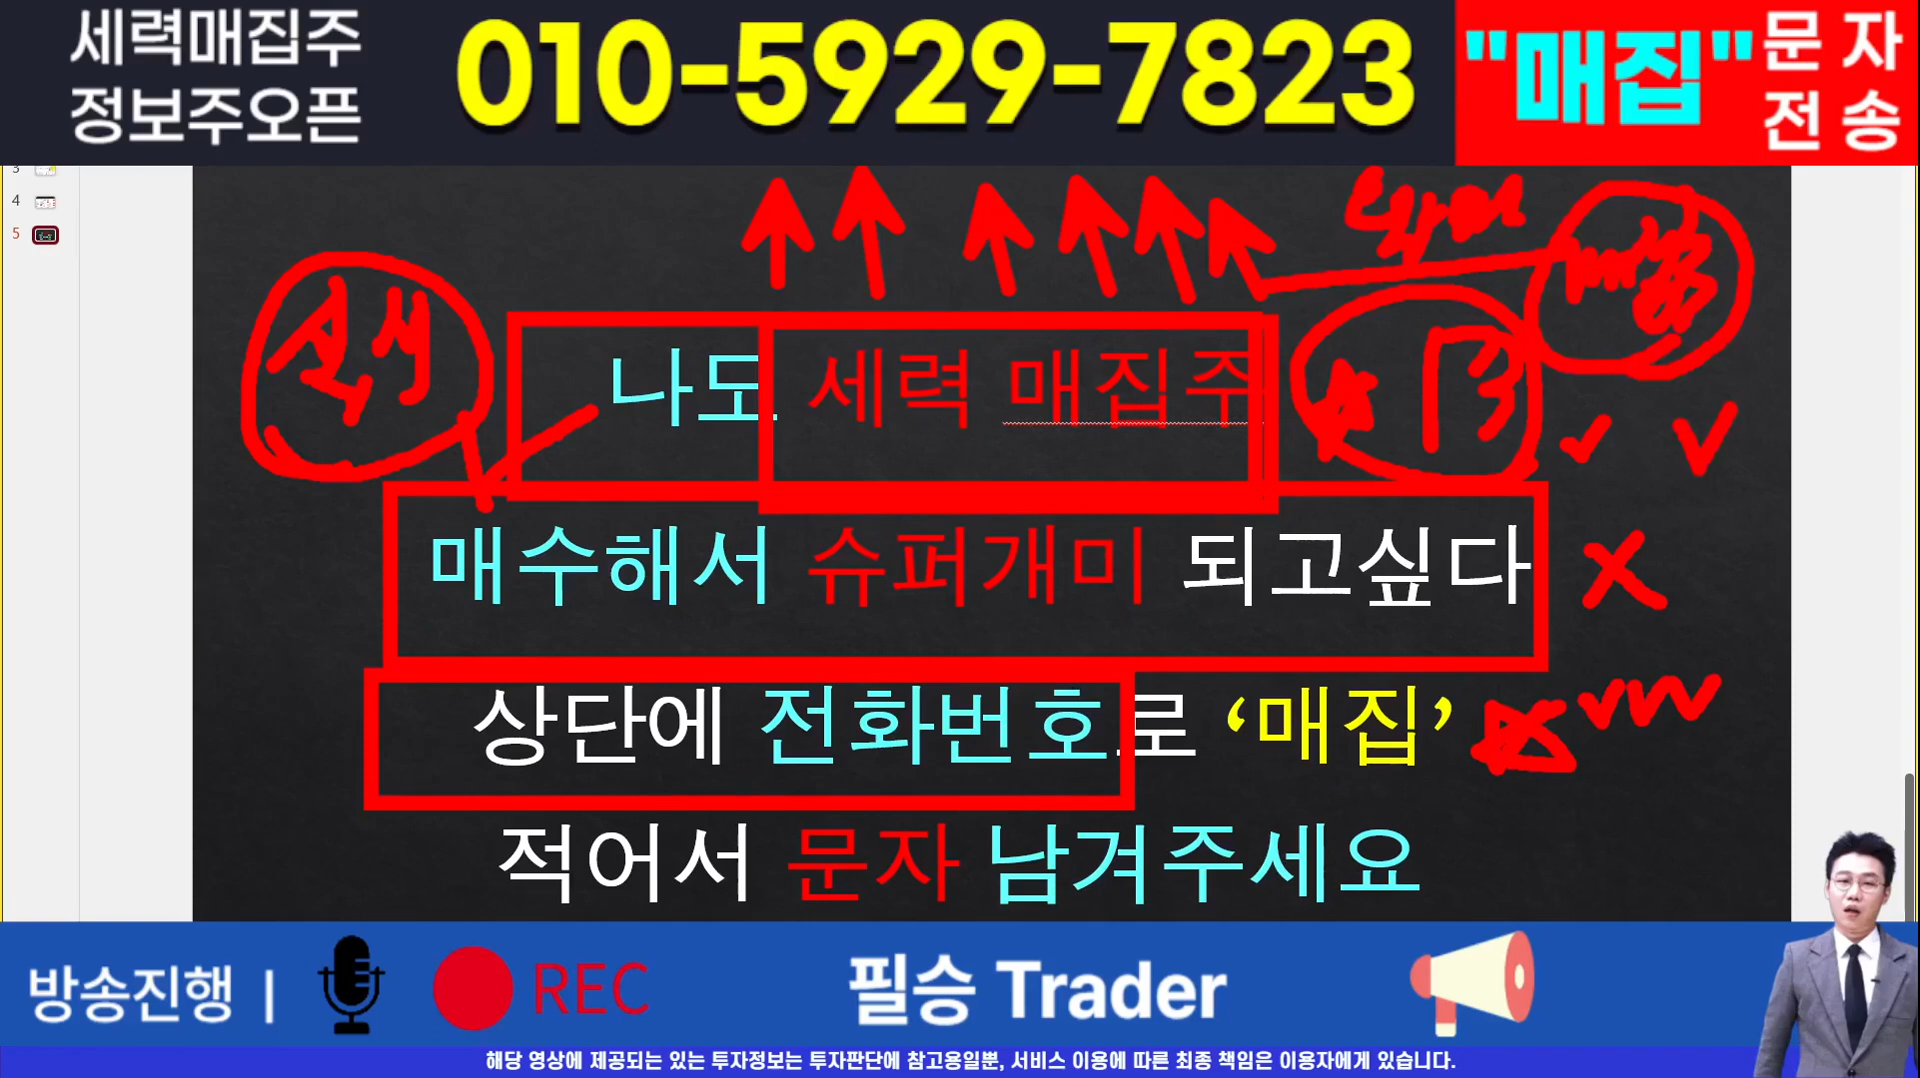 세력매집주
정보주오픈
010-5929-7823
"매집"
문자
전송
3
4
5
나도 세력 매집주
매수해서 슈퍼개미 되고싶다
상단에 전화번호로 ‘매집’
적어서 문자 남겨주세요
방송진행 |
REC
필승 Trader
해당 영상에 제공되는 있는 투자정보는 투자판단에 참고용일뿐, 서비스 이용에 따른 최종 책임은 이용자에게 있습니다.